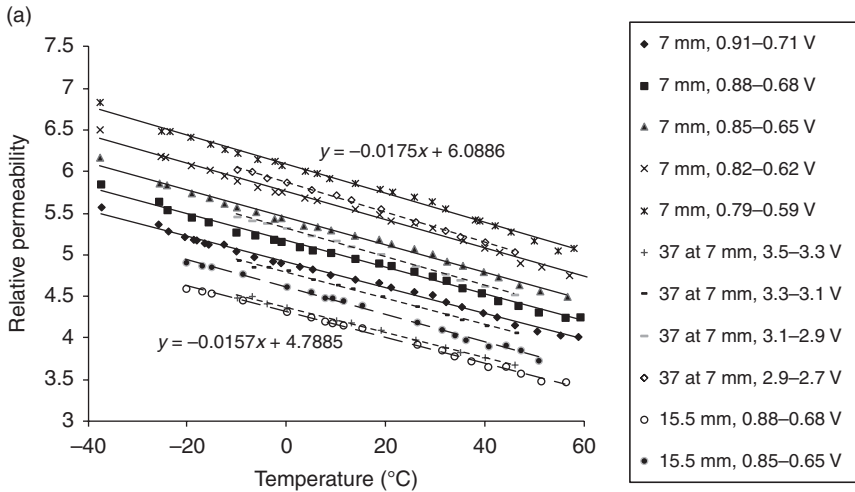 (a)
7.5
7
6.5
6
5.5
5
4.5
4
3.5
3
Relative permeability
−40
−20
0
20
40
60
Temperature (°C)
y = −0.0175x + 6.0886
y = −0.0157x + 4.7885
7 mm, 0.91–0.71 V
7 mm, 0.88–0.68 V
7 mm, 0.85–0.65 V
7 mm, 0.82–0.62 V
7 mm, 0.79–0.59 V
37 at 7 mm, 3.5–3.3 V
37 at 7 mm, 3.3–3.1 V
37 at 7 mm, 3.1–2.9 V
37 at 7 mm, 2.9–2.7 V
15.5 mm, 0.88–0.68 V
15.5 mm, 0.85–0.65 V